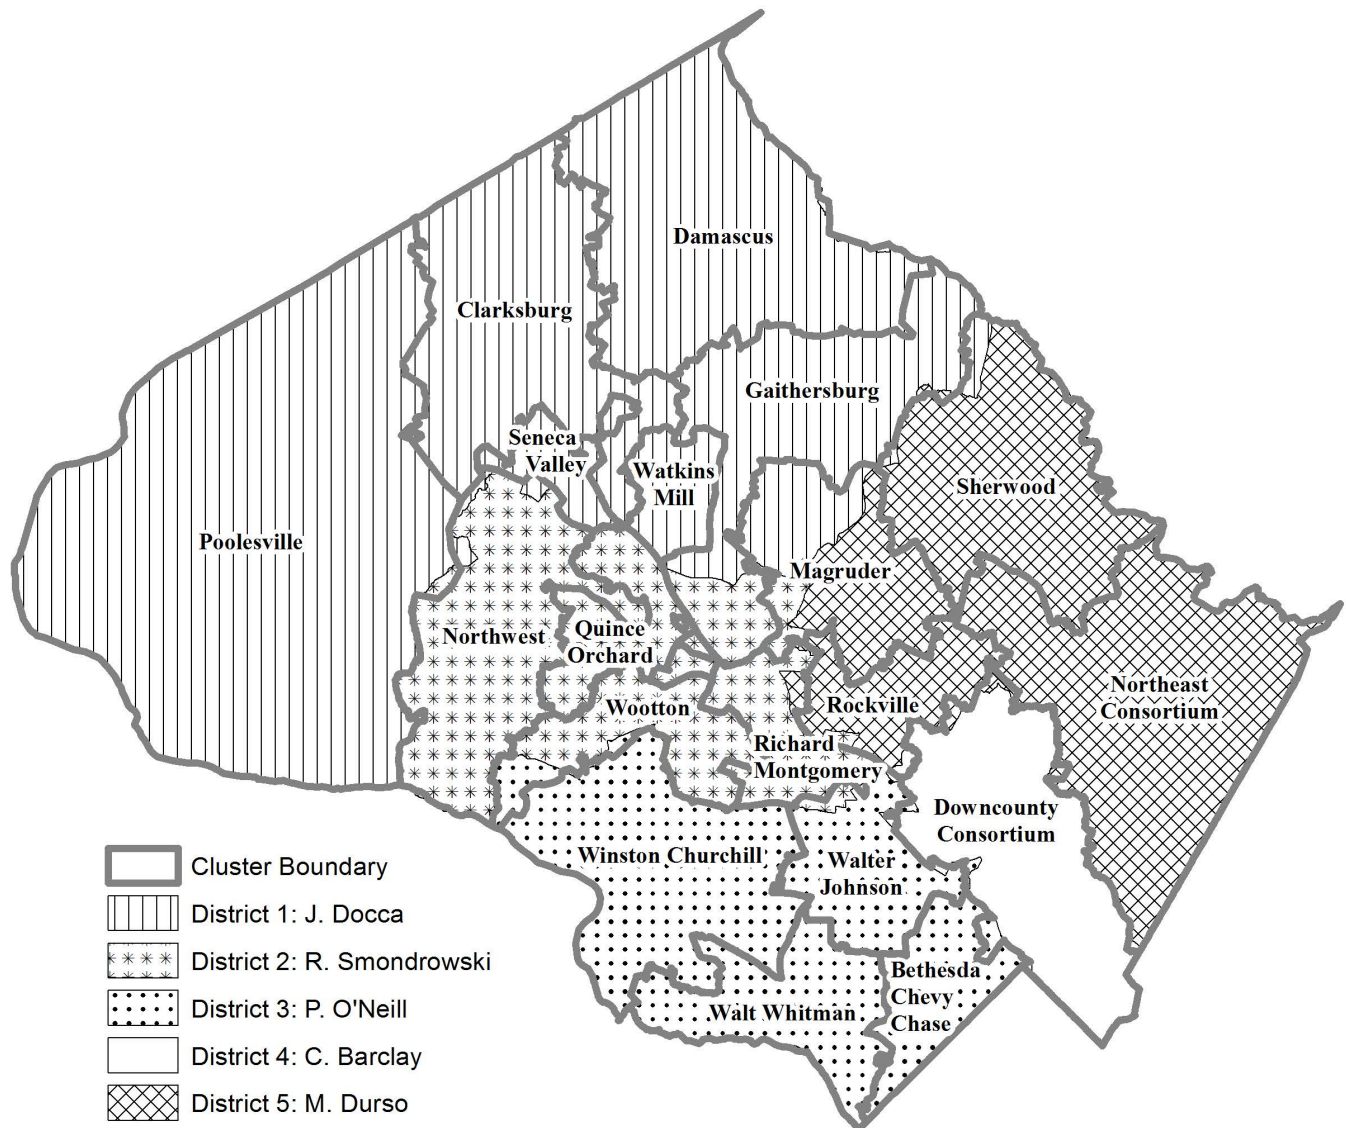 Damascus
Clarksburg
Gaithersburg
Seneca
Valley
Watkins
Mill
Sherwood
Poolesville
Magruder
Northwest
Quince
Orchard
Wootton
Rockville
Northeast
Consortium
Richard
Montgomery
Downcounty
Consortium
Winston Churchill
Walter
Johnson
Bethesda
Chevy
Chase
Walt Whitman
Cluster Boundary
District 1: J. Docca
District 2: R. Smondrowski
District 3: P. O'Neill
District 4: C. Barclay
District 5: M. Durso